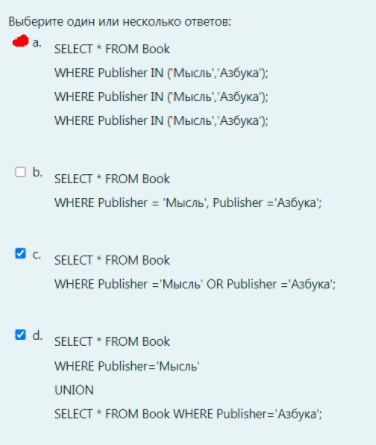 Выберите один или несколько ответов:
a. SELECT * FROM Book
WHERE Publisher IN ('Мысль','Азбука');
WHERE Publisher IN ('Мысль','Азбука');
WHERE Publisher IN ('Мысль','Азбука');
b. SELECT * FROM Book
WHERE Publisher = 'Мысль', Publisher ='Азбука';
c. SELECT * FROM Book
WHERE Publisher ='Мысль' OR Publisher ='Азбука';
d. SELECT * FROM Book
WHERE Publisher='Мысль'
UNION
SELECT * FROM Book WHERE Publisher='Азбука';